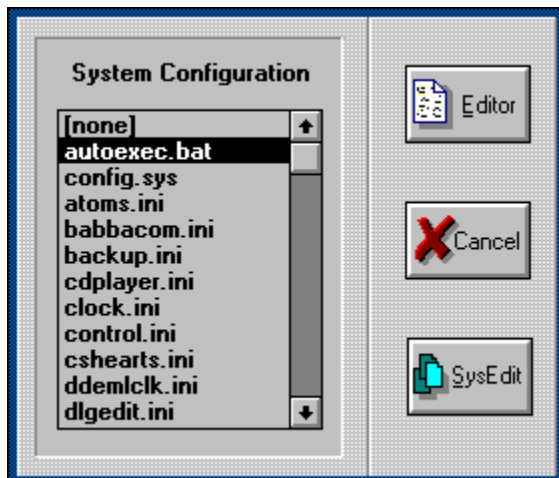 System Configuration
[none]
autoexec.bat
config.sys
atoms.ini
babbacom.ini
backup.ini
cdplayer.ini
clock.ini
control.ini
cshearts.ini
ddemlclk.ini
dlgedit.ini
Editor
Cancel
SysEdit